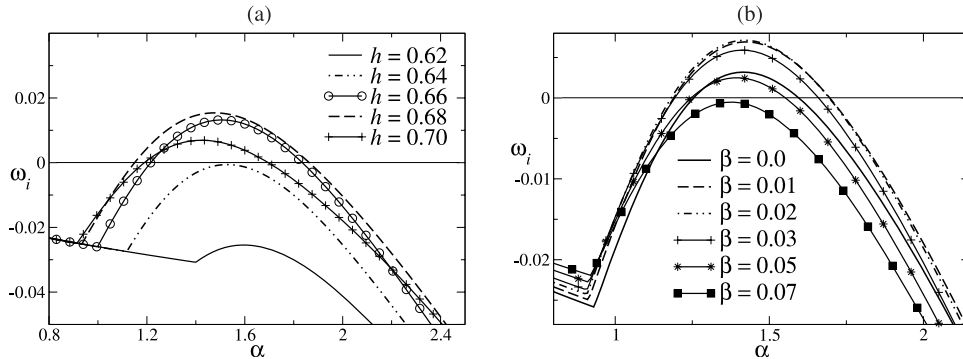 (a)
h = 0.62
h = 0.64
h = 0.66
h = 0.68
h = 0.70
0.02
0
-0.02
-0.04
ωi
0.8
1.2
1.6
2
2.4
α
(b)
0
-0.01
-0.02
ωi
β = 0.0
β = 0.01
β = 0.02
β = 0.03
β = 0.05
β = 0.07
1
1.5
2
α